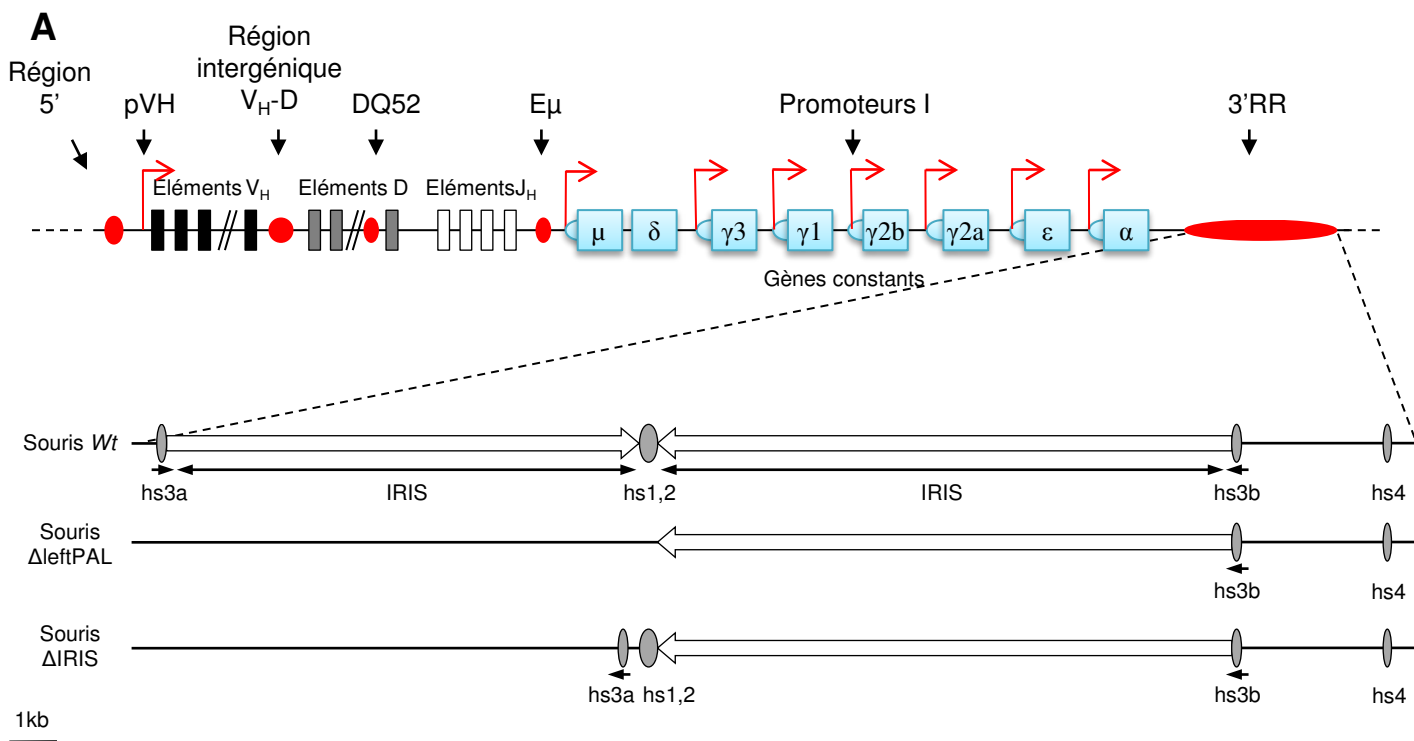 A
Région
5'
pVH
Région
intergénique
VH-D
DQ52
Eµ
Promoteurs I
3'RR
Eléments VH
Eléments D
ElémentsJH
µ
δ
γ3
γ1
γ2b
γ2a
ε
α
Gènes constants
Souris Wt
hs3a
IRIS
hs1,2
IRIS
hs3b
hs4
Souris
ΔleftPAL
hs3b
hs4
Souris
ΔIRIS
hs3a
hs1,2
hs3b
hs4
1kb